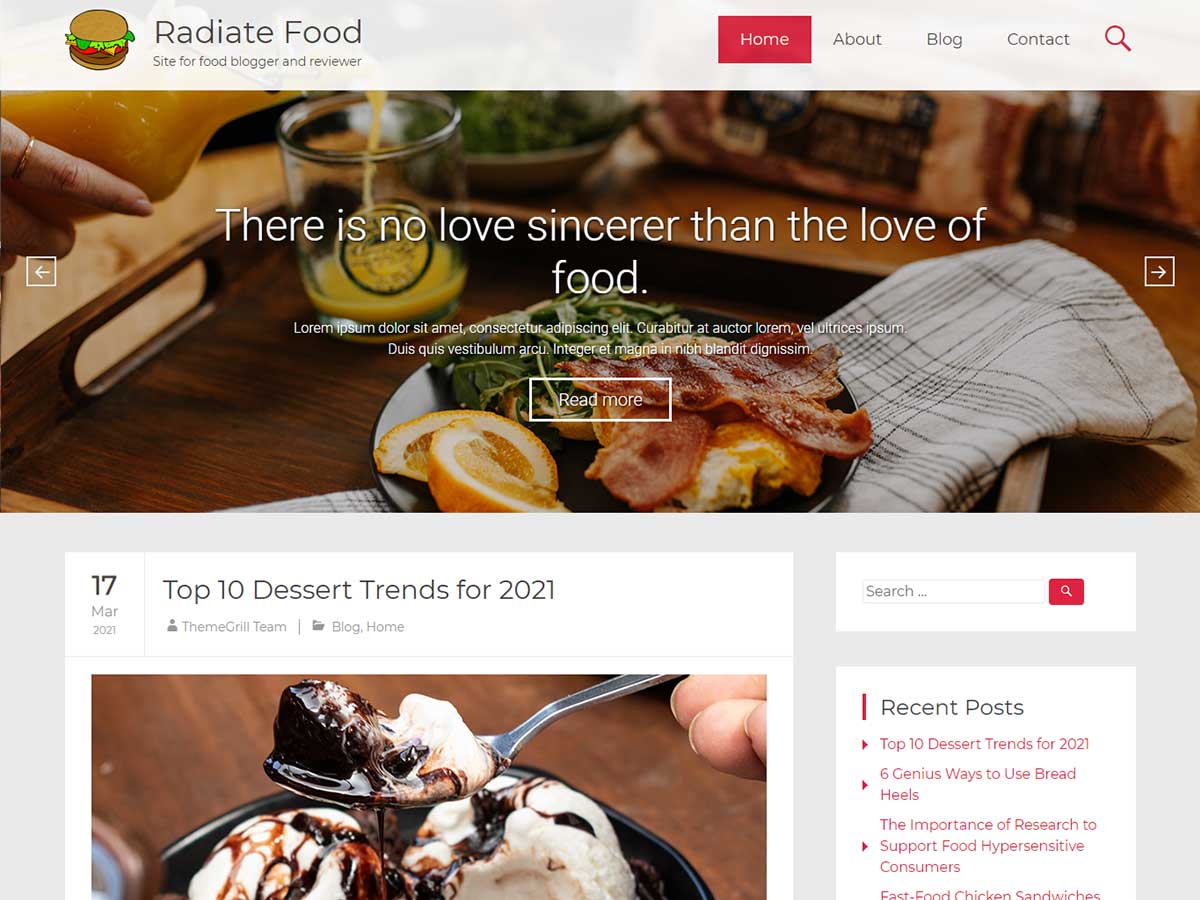 Radiate Food
Site for food blogger and reviewer
Home
About
Blog
Contact
There is no love sincerer than the love of
food.
Lorem ipsum dolor sit amet, consectetur adipiscing elit. Curabitur at auctor lorem, vel ultrices ipsum.
Duis quis vestibulum arcu. Integer et magna in nibh blandit dignissim.
Read more
17
Mar
2021
Top 10 Dessert Trends for 2021
ThemeGrill Team | Blog, Home
Search ...
Recent Posts
Top 10 Dessert Trends for 2021
6 Genius Ways to Use Bread
Heels
The Importance of Research to
Support Food Hypersensitive
Consumers
Fast-Food Chicken Sandwiches